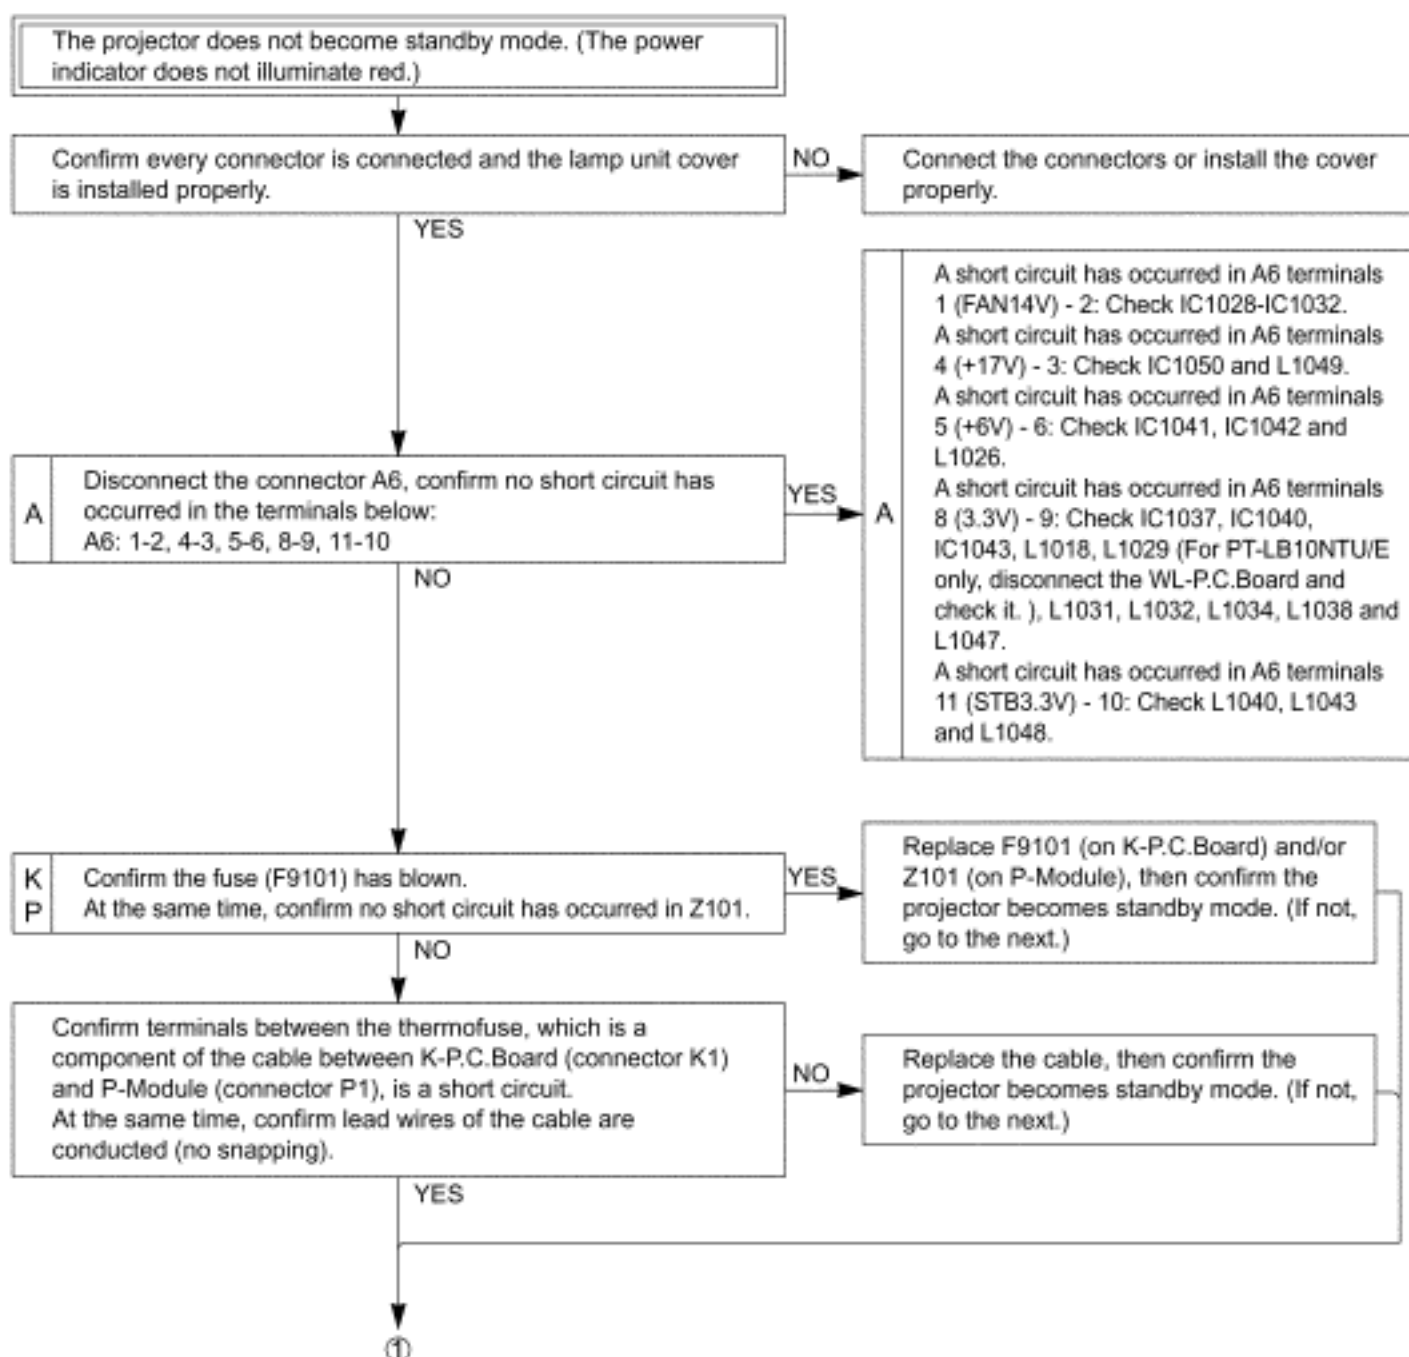 The projector does not become standby mode. (The power
indicator does not illuminate red.)
Confirm every connector is connected and the lamp unit cover
is installed properly.
NO
Connect the connectors or install the cover
properly.
YES
A
Disconnect the connector A6, confirm no short circuit has
occurred in the terminals below:
A6: 1-2, 4-3, 5-6, 8-9, 11-10
YES
A
A short circuit has occurred in A6 terminals
1 (FAN14V) - 2: Check IC1028-IC1032.
A short circuit has occurred in A6 terminals
4 (+17V) - 3: Check IC1050 and L1049.
A short circuit has occurred in A6 terminals
5 (+6V) - 6: Check IC1041, IC1042 and
L1026.
A short circuit has occurred in A6 terminals
8 (3.3V) - 9: Check IC1037, IC1040,
IC1043, L1018, L1029 (For PT-LB10NTU/E
only, disconnect the WL-P.C.Board and
check it. ), L1031, L1032, L1034, L1038 and
L1047.
A short circuit has occurred in A6 terminals
11 (STB3.3V) - 10: Check L1040, L1043
and L1048.
NO
K
P
Confirm the fuse (F9101) has blown.
At the same time, confirm no short circuit has occurred in Z101.
YES
Replace F9101 (on K-P.C.Board) and/or
Z101 (on P-Module), then confirm the
projector becomes standby mode. (If not,
go to the next.)
NO
Confirm terminals between the thermofuse, which is a
component of the cable between K-P.C.Board (connector K1)
and P-Module (connector P1), is a short circuit.
At the same time, confirm lead wires of the cable are
conducted (no snapping).
NO
Replace the cable, then confirm the
projector becomes standby mode. (If not,
go to the next.)
YES
①